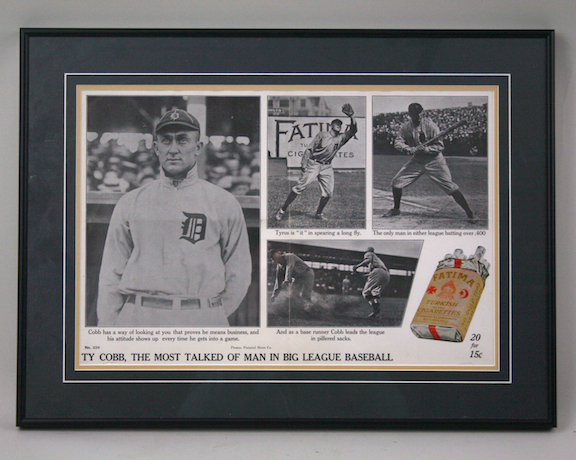 D
FATIMA
TURKISH
CIGARETTES
Tyrus is "it" in spearing a long fly.
The only man in either league batting over .400
FATIMA
TURKISH
CIGARETTES
Cobb has a way of looking at you that proves he means business, and
his attitude shows up every time he gets into a game.
And as a base runner Cobb leads the league
in pilfered sacks.
20
for
15c
TY COBB, THE MOST TALKED OF MAN IN BIG LEAGUE BASEBALL